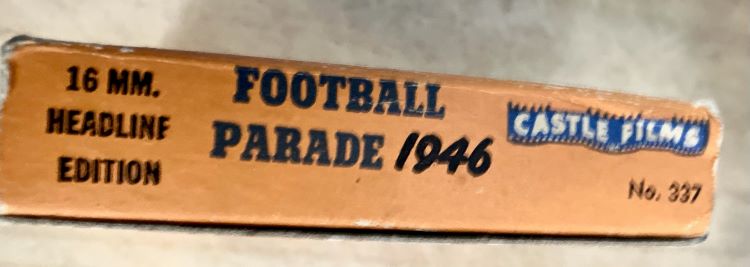 16 MM.
HEADLINE
EDITION
FOOTBALL
PARADE 1946
CASTLE FILMS
No. 337